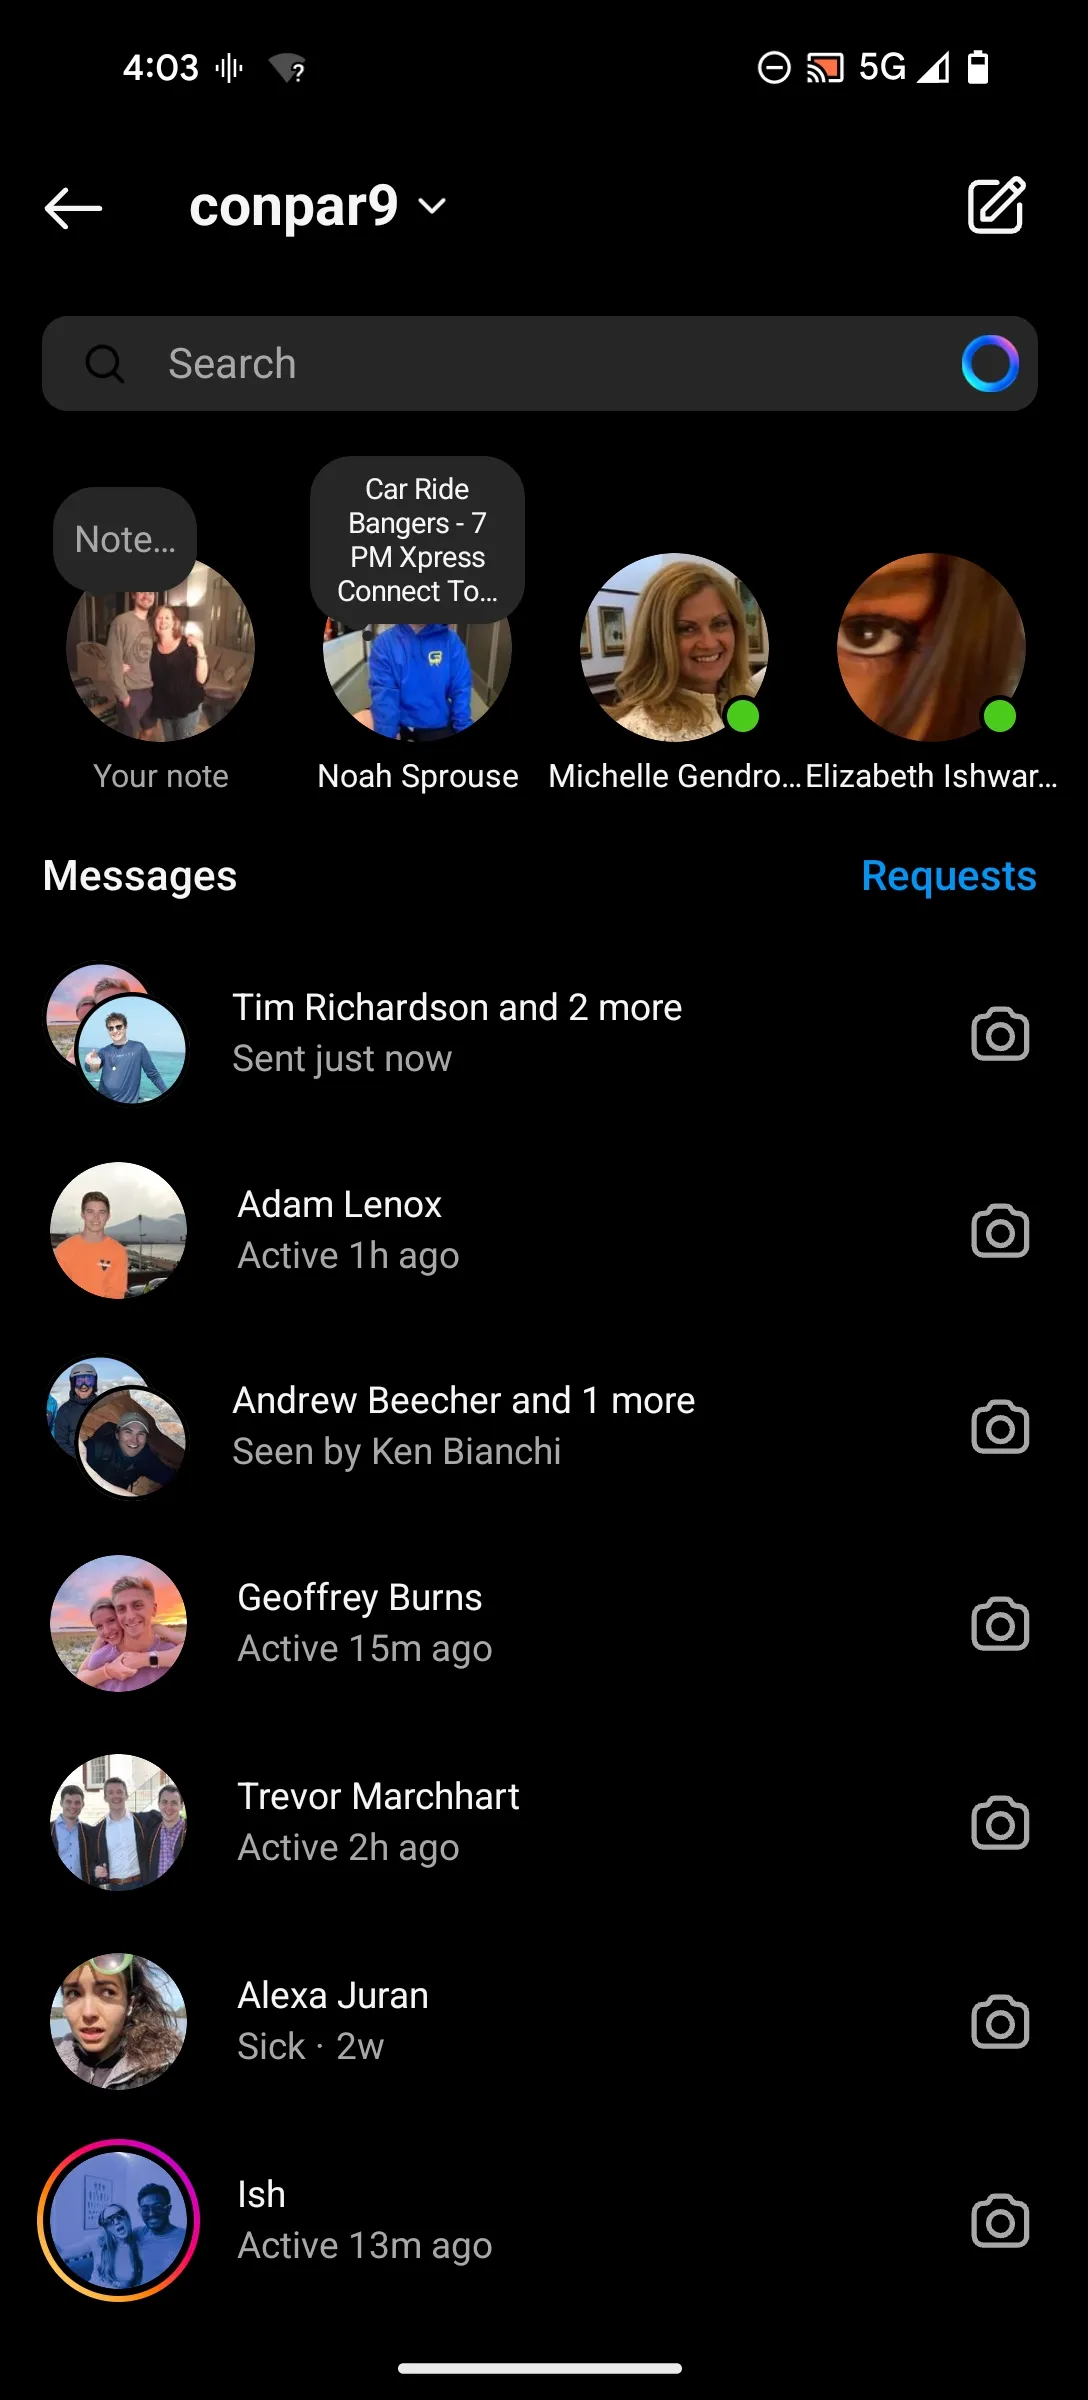 4:03
5G
conpar9
Search
Note...
Car Ride
Bangers - 7
PM Xpress
Connect To...
Your note
Noah Sprouse
Michelle Gendro...
Elizabeth Ishwar...
Messages
Requests
Tim Richardson and 2 more
Sent just now
Adam Lenox
Active 1h ago
Andrew Beecher and 1 more
Seen by Ken Bianchi
Geoffrey Burns
Active 15m ago
Trevor Marchhart
Active 2h ago
Alexa Juran
Sick · 2w
Ish
Active 13m ago